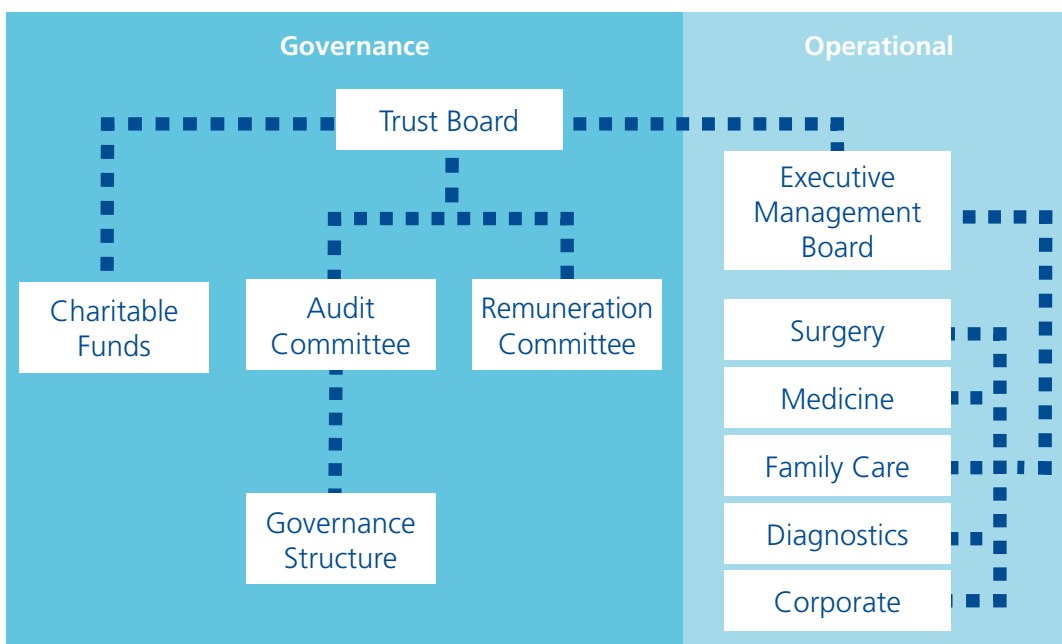 Governance
Operational
Trust Board
Executive
Management
Board
Charitable
Funds
Audit
Committee
Remuneration
Committee
Surgery
Medicine
Family Care
Governance
Structure
Diagnostics
Corporate